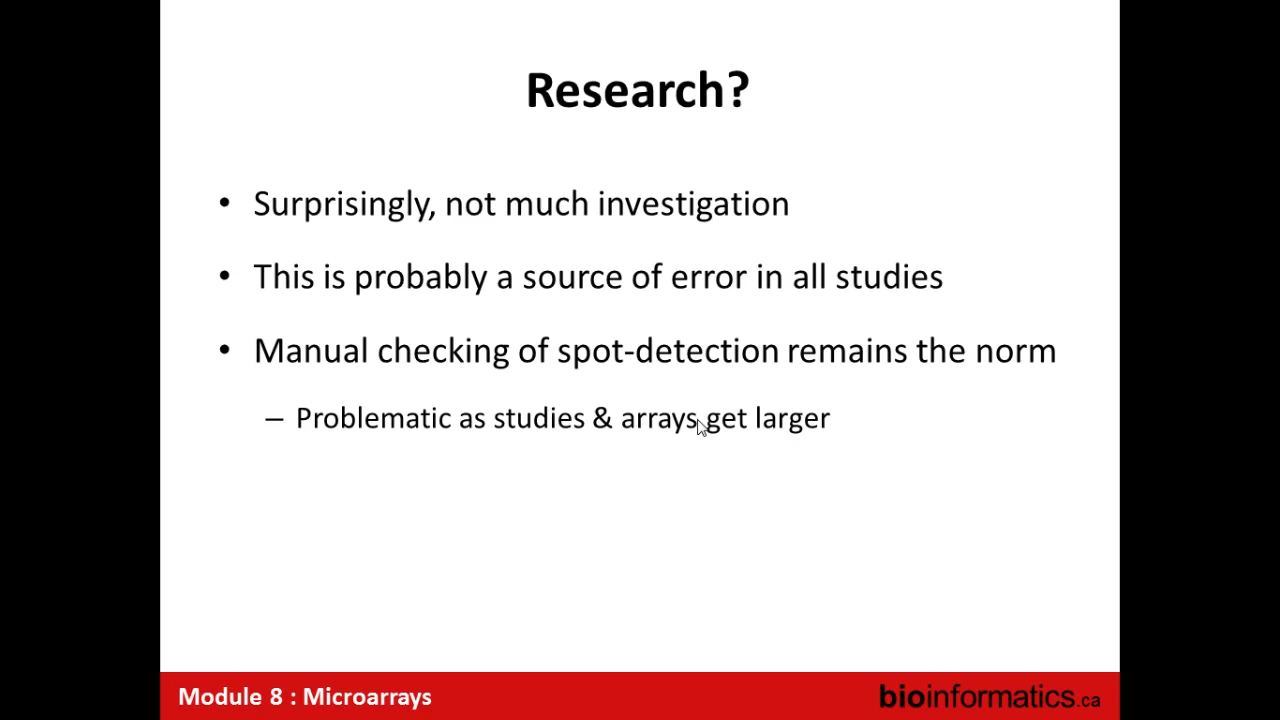 Research?
• Surprisingly, not much investigation
• This is probably a source of error in all studies
• Manual checking of spot-detection remains the norm
– Problematic as studies & arrays get larger
Module 8 : Microarrays
bioinformatics.ca